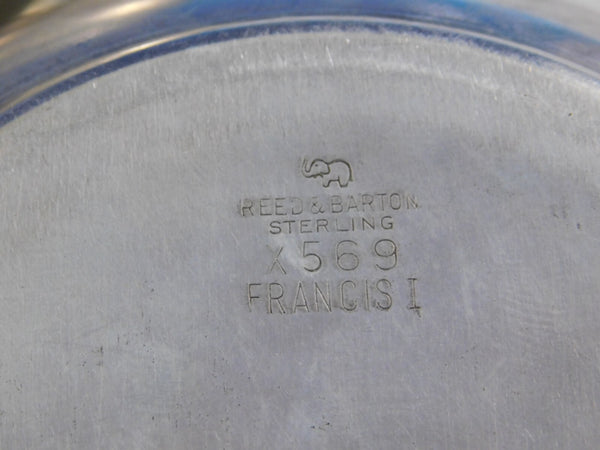 REED & BARTON
STERLING
X569
FRANCIS I